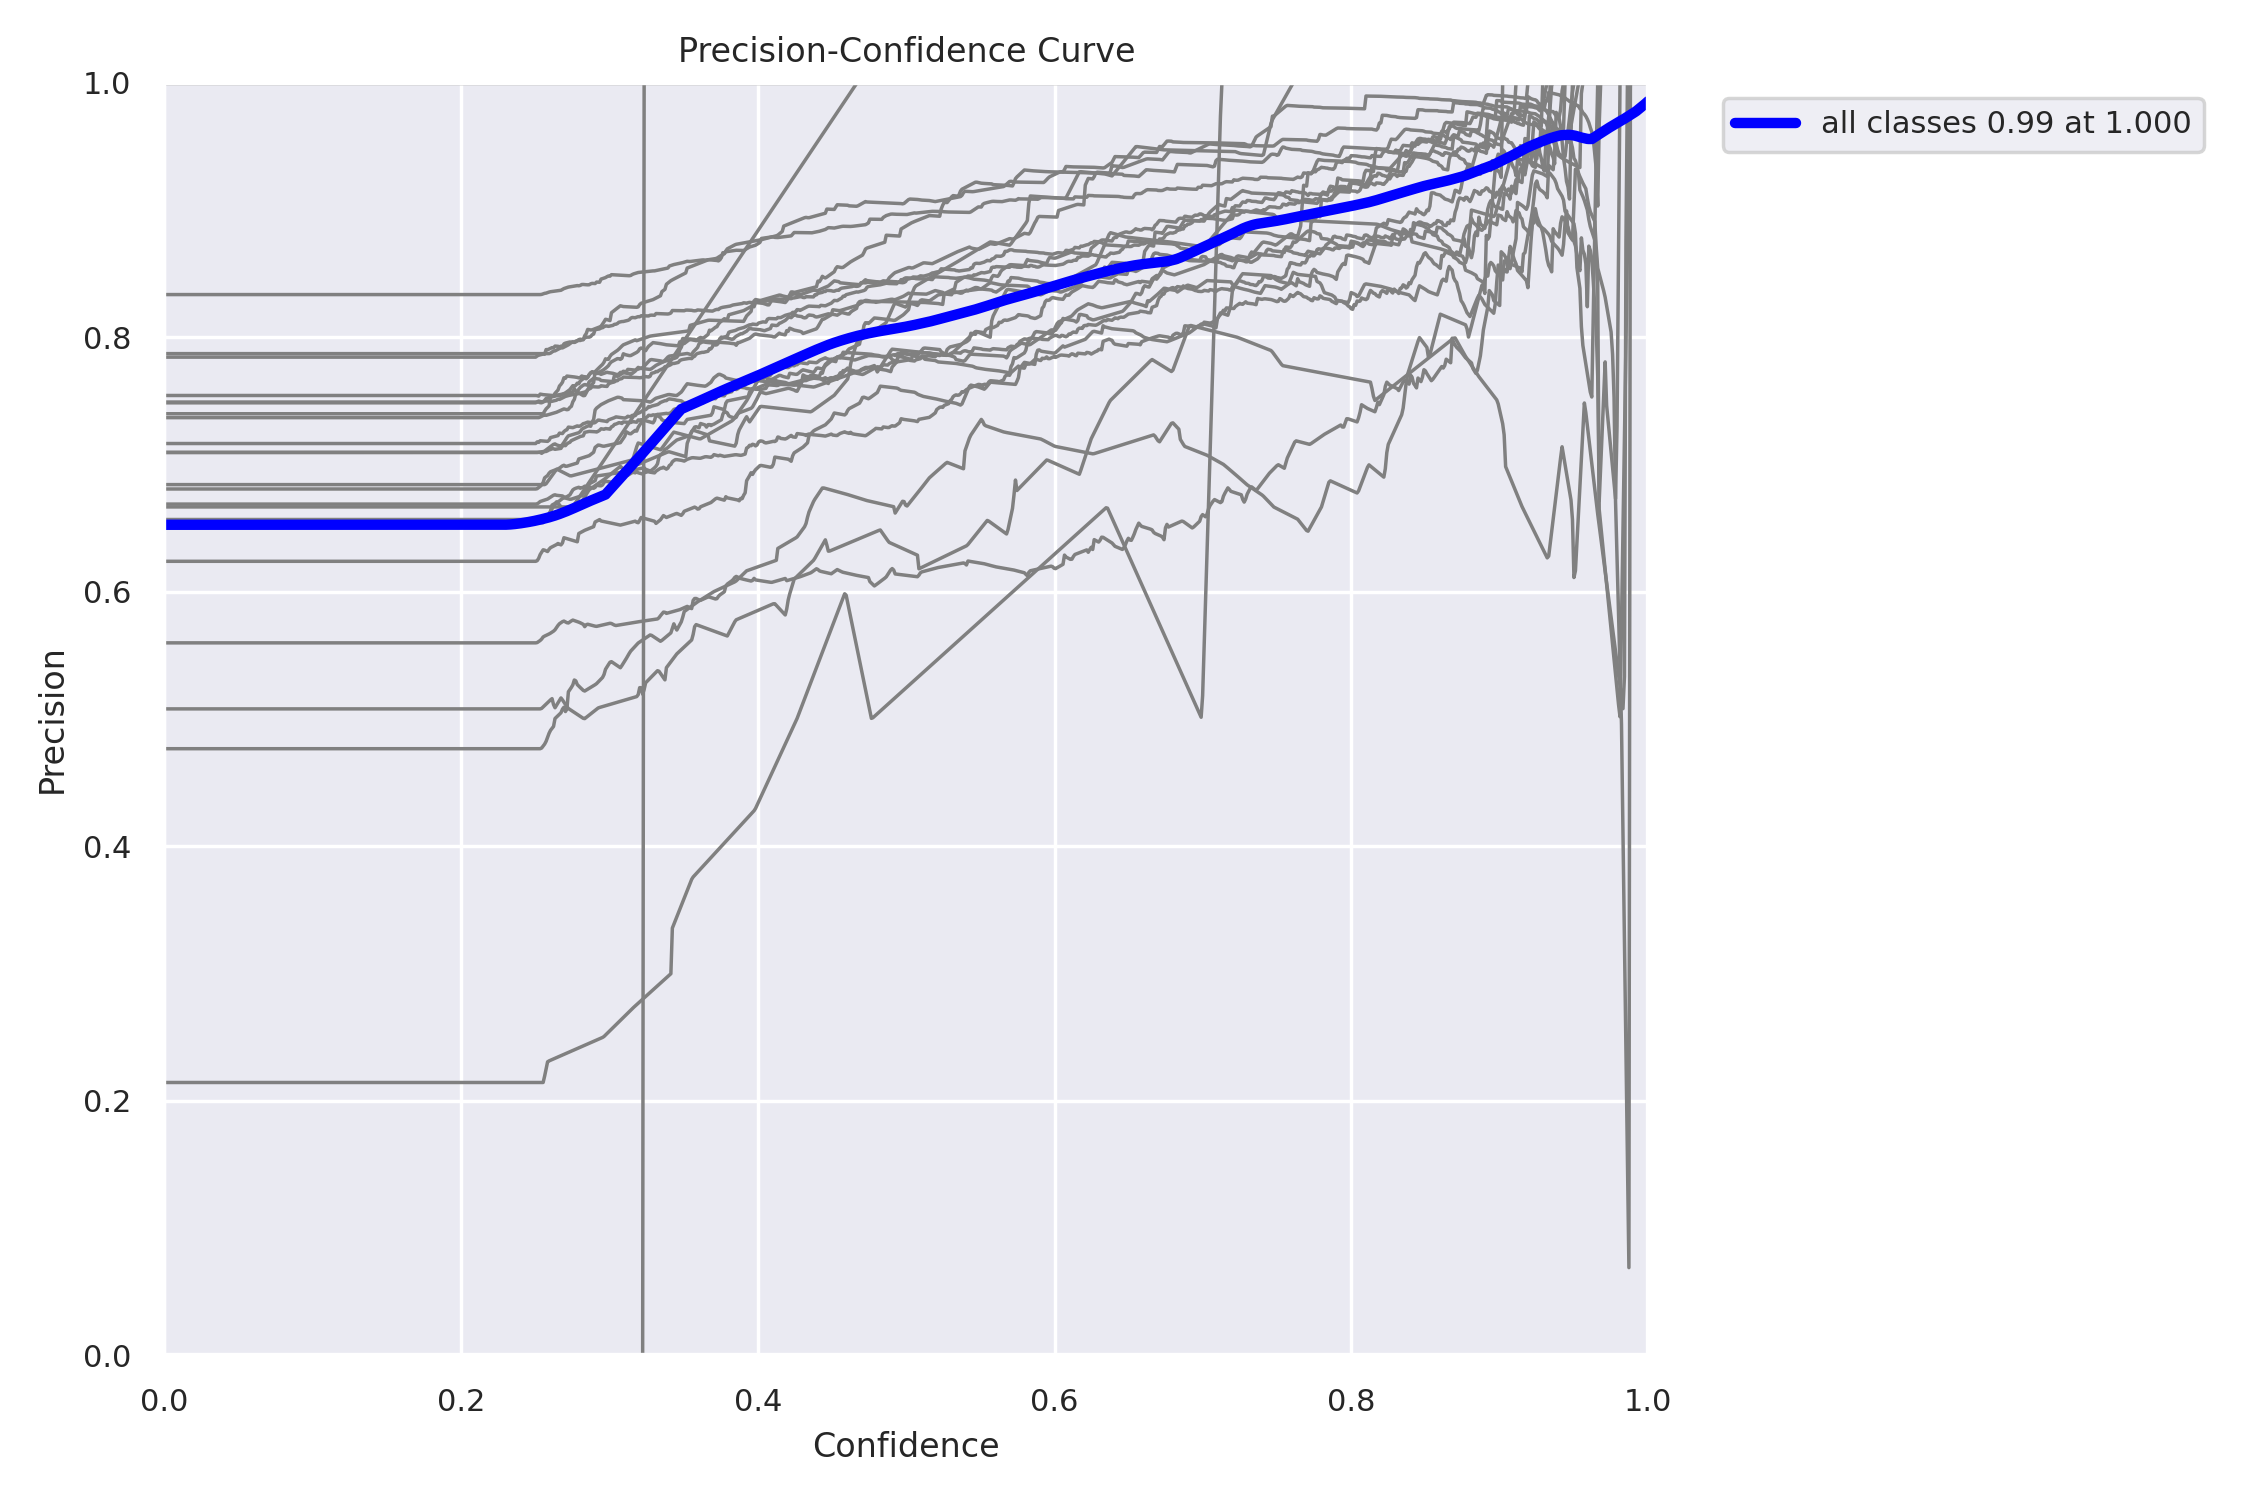 Precision-Confidence Curve
all classes 0.99 at 1.000
Precision
1.0
0.8
0.6
0.4
0.2
0.0
0.0 0.2 0.4 0.6 0.8 1.0
Confidence